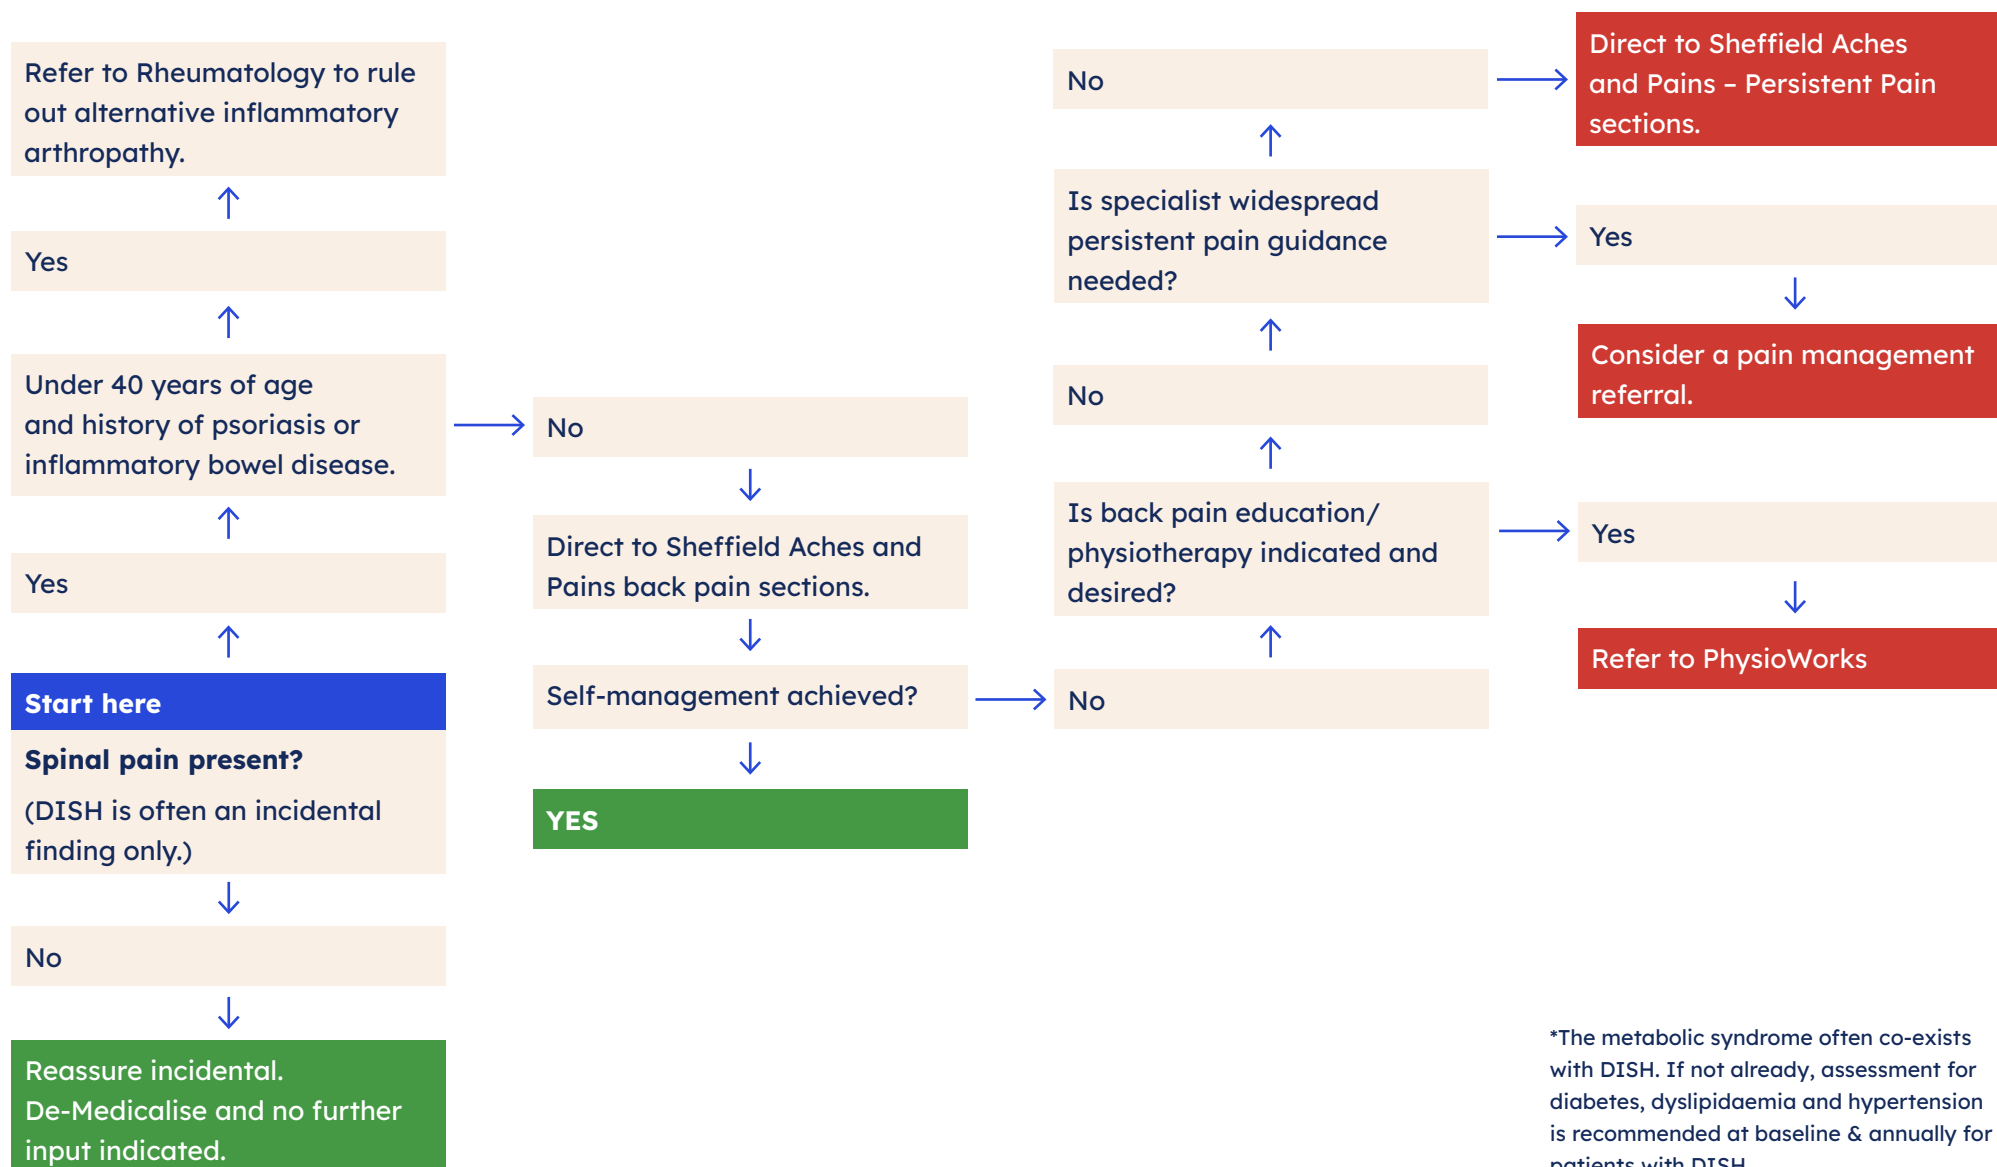 Refer to Rheumatology to rule
out alternative inflammatory
arthropathy.
Yes
Under 40 years of age
and history of psoriasis or
inflammatory bowel disease.
Yes
Start here
Spinal pain present?
(DISH is often an incidental
finding only.)
No
Reassure incidental.
De-Medicalise and no further
input indicated.
No
Direct to Sheffield Aches and
Pains back pain sections.
Self-management achieved?
YES
No
Is specialist widespread
persistent pain guidance
needed?
No
Is back pain education/
physiotherapy indicated and
desired?
No
Direct to Sheffield Aches
and Pains – Persistent Pain
sections.
Yes
Consider a pain management
referral.
Yes
Refer to PhysioWorks
*The metabolic syndrome often co-exists
with DISH. If not already, assessment for
diabetes, dyslipidaemia and hypertension
is recommended at baseline & annually for
patients with DISH